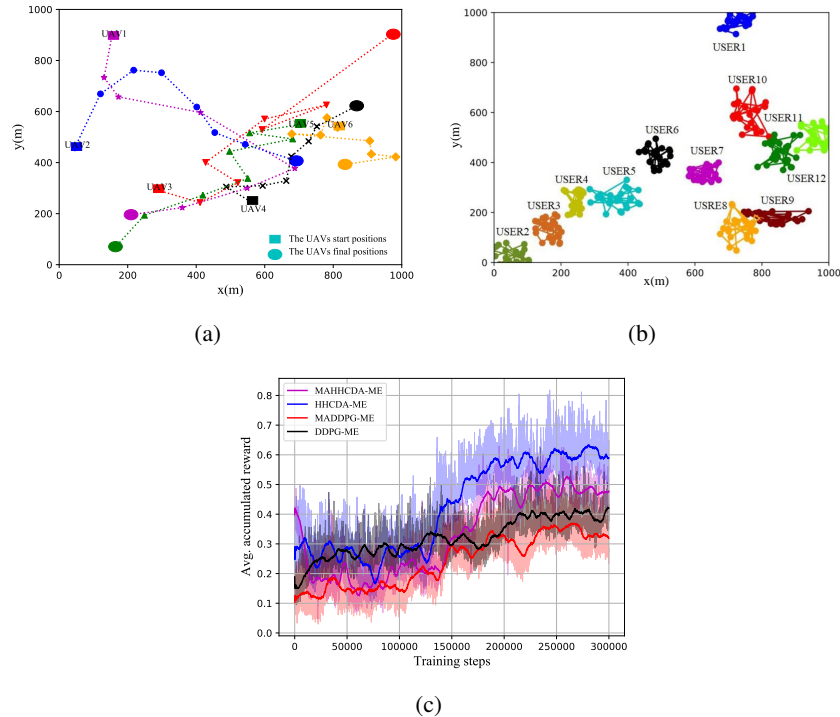 1000
800
600
400
200
0
y(m)
UAV1
UAV2
UAV3
UAV4
UAV5
UAV6
The UAVs start positions
The UAVs final positions
0 200 400 600 800 1000
x(m)
(a)
1000
800
600
400
200
0
y(m)
USER1
USER10
USER6
USER11
USER7
USER5
USER4
USER12
USER3
USRE8
USER9
USER2
0 200 400 600 800 1000
x(m)
(b)
0.8
0.7
0.6
0.5
0.4
0.3
0.2
0.1
0.0
Avg. accumulated reward
MAHHCDA-ME
HHCDA-ME
MADDPG-ME
DDPG-ME
0 50000 100000 150000 200000 250000 300000
Training steps
(c)